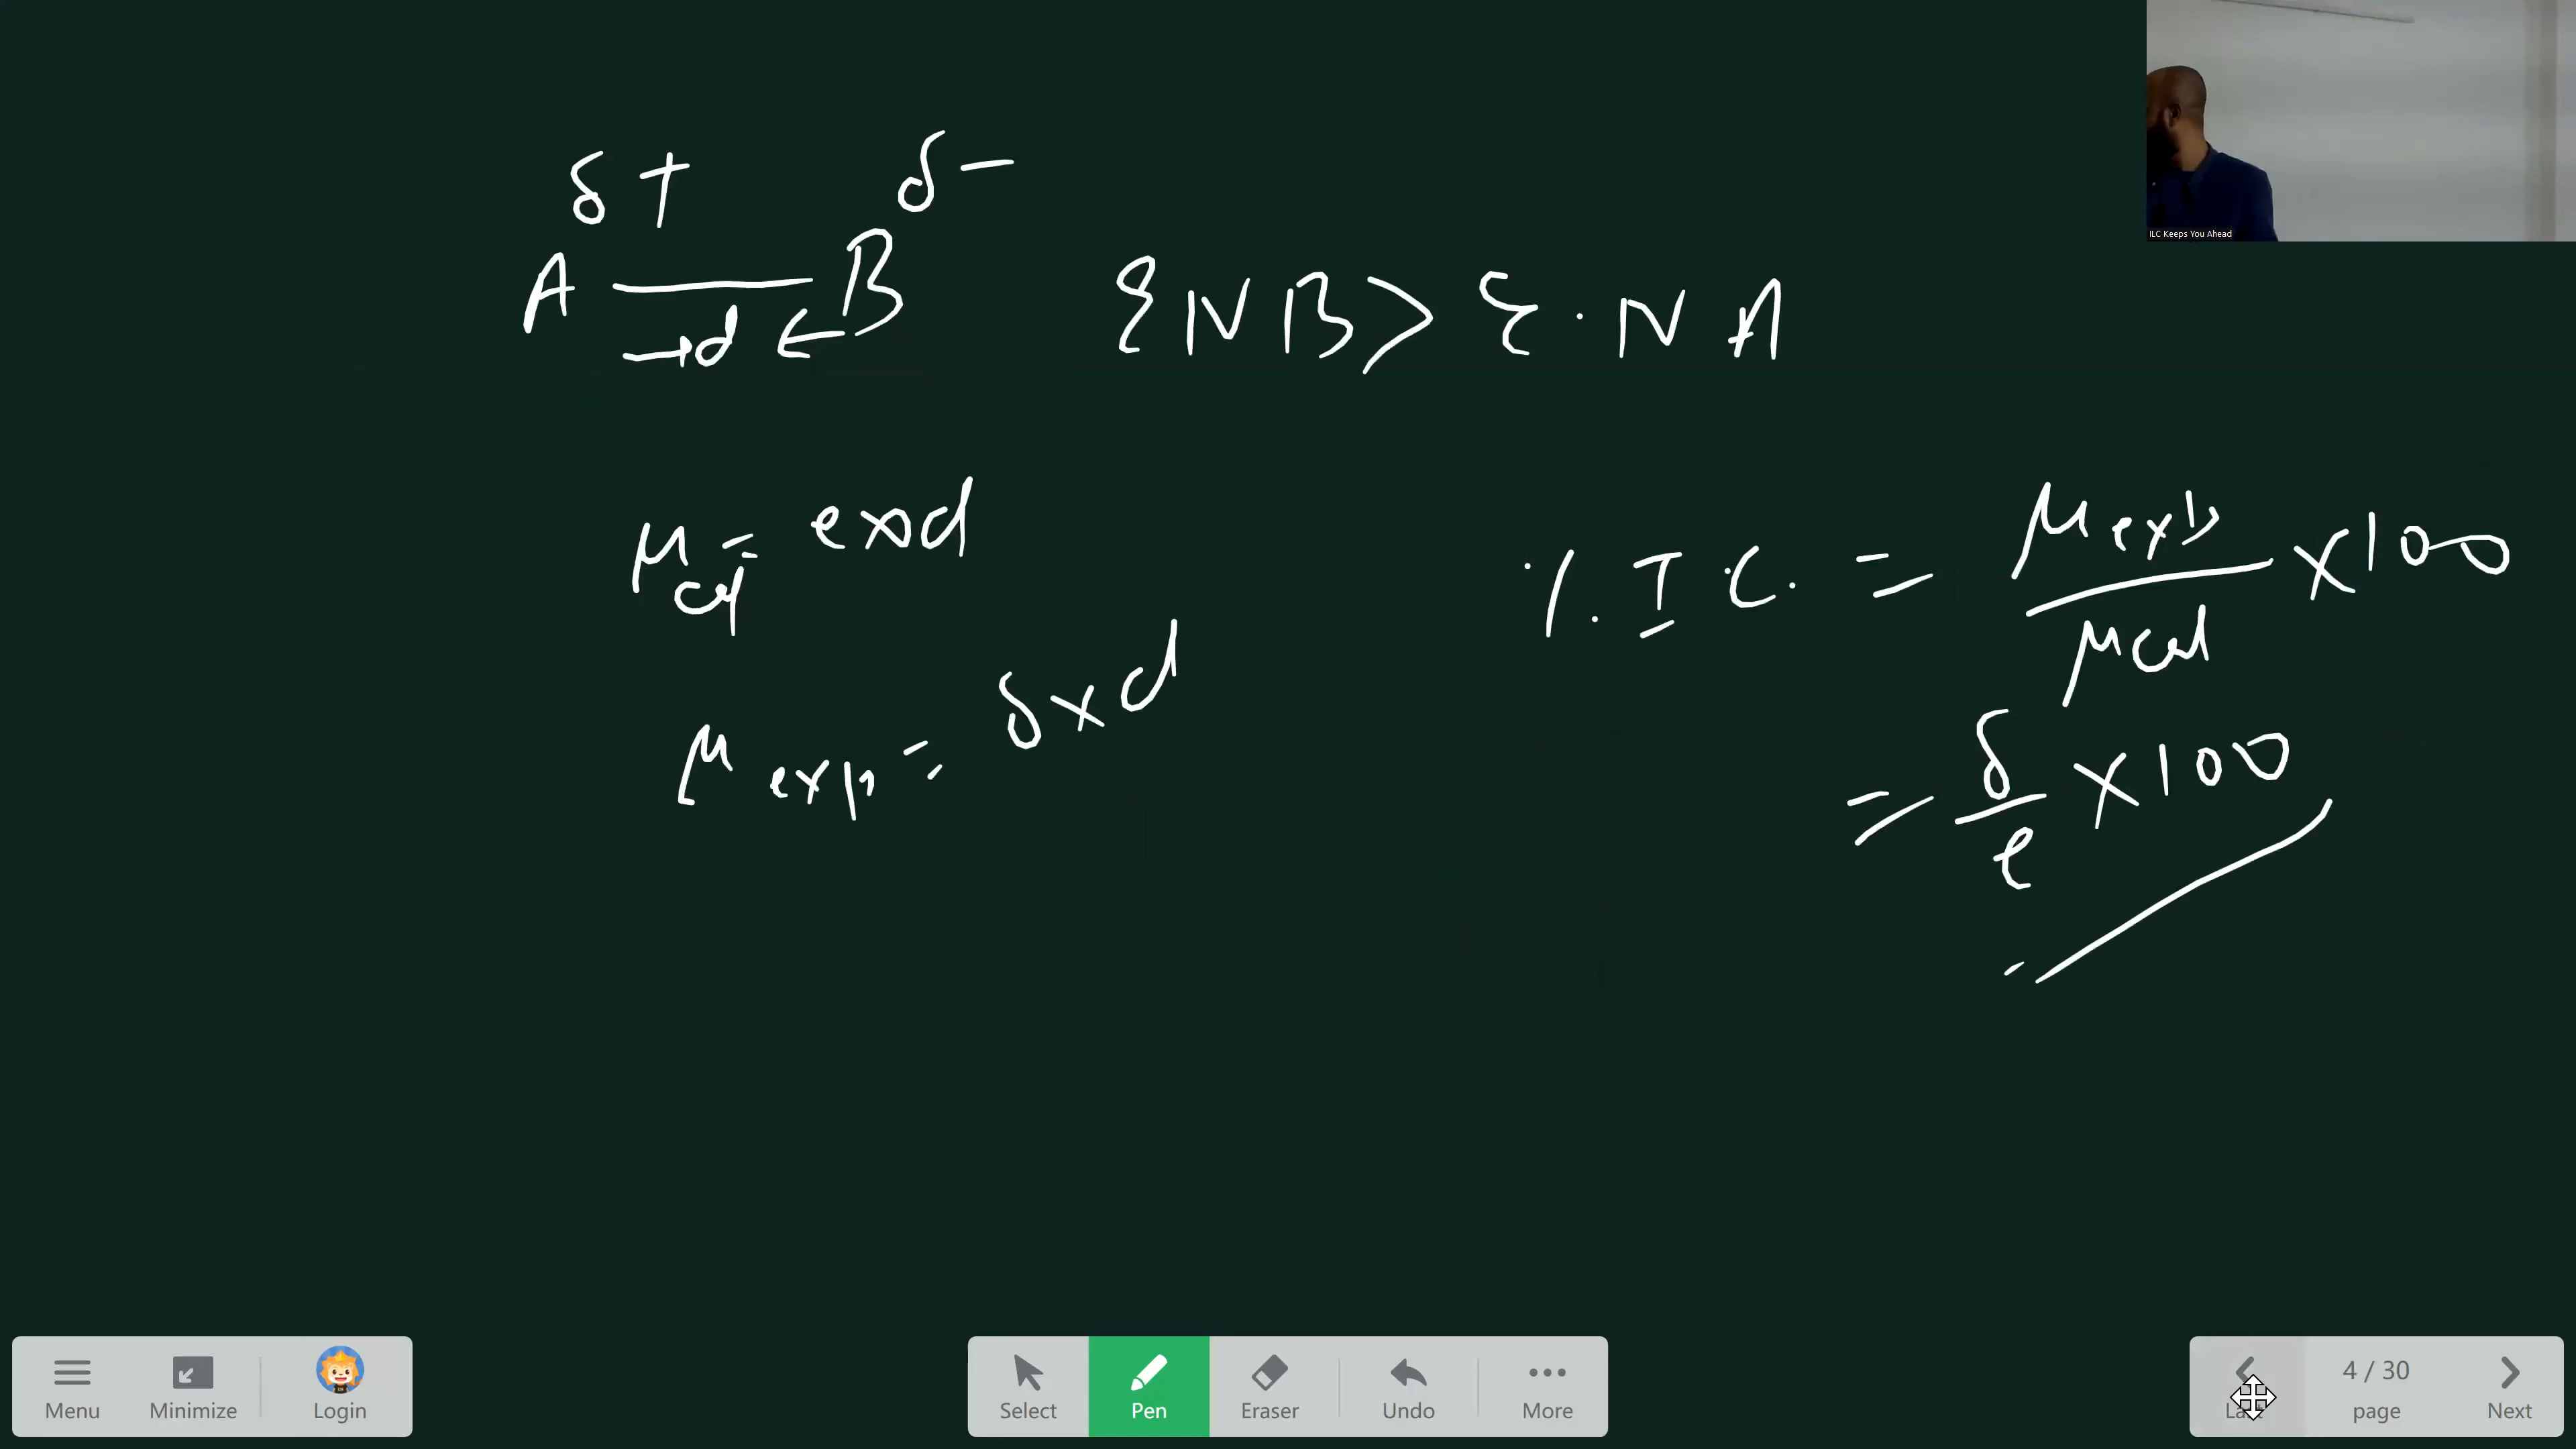 δ+ δ-
A B
→d←
ENB > E.NA
μcal = e×d
μexp = δ×d
%. I.C. = μexp / μcal ×100
= δ / e ×100
ILC Keeps You Ahead
Menu Minimize Login Select Pen Eraser Undo More 4 / 30 page Next